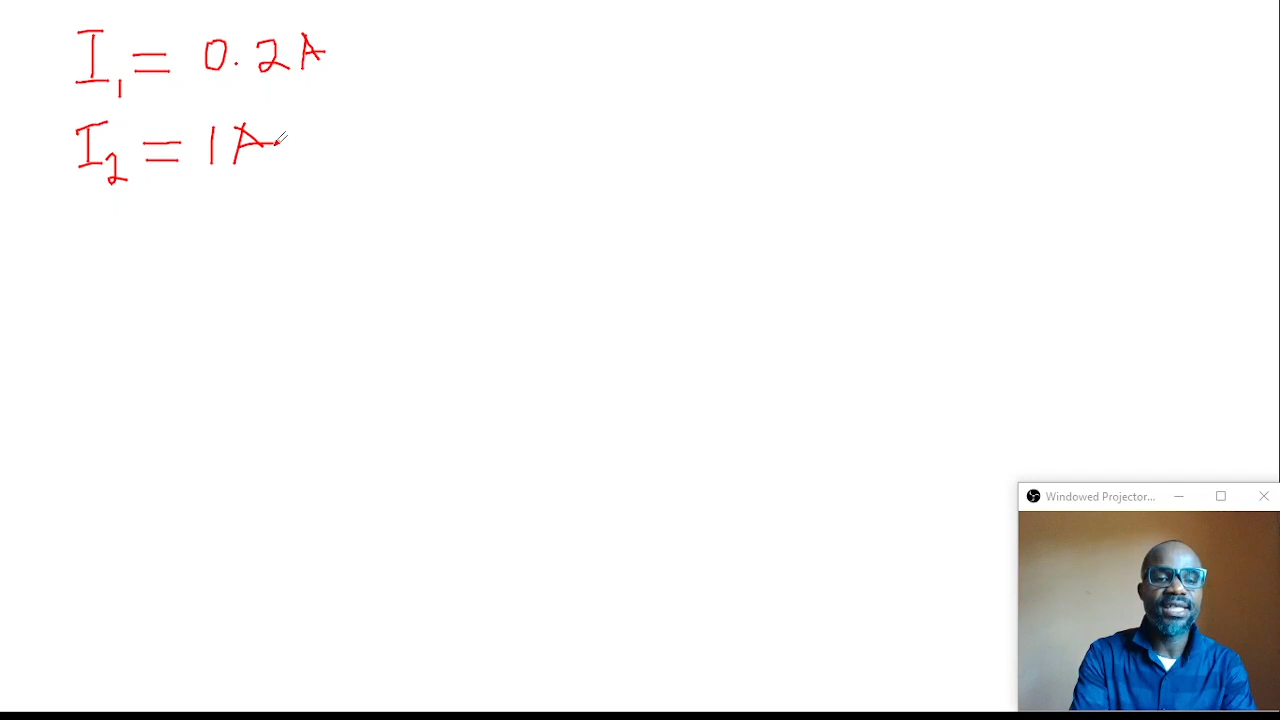 I₁ = 0.2A
I₂ = 1A
Windowed Projector...